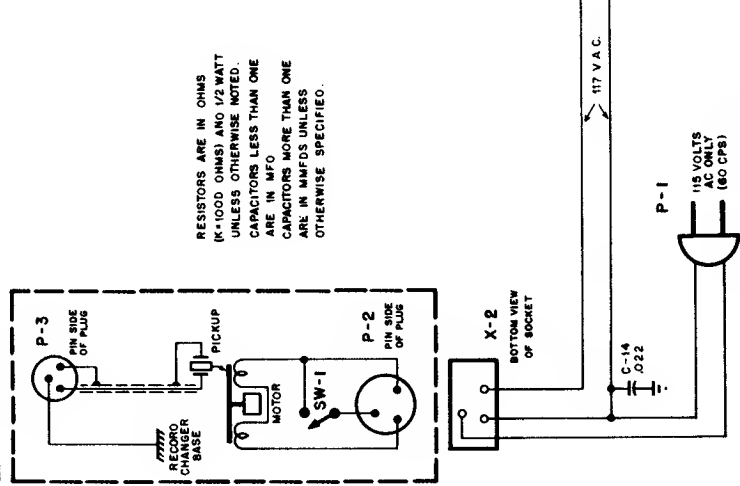 RESISTORS ARE IN OHMS
(K=1000 OHMS) AND 1/2 WATT
UNLESS OTHERWISE NOTED.
CAPACITORS LESS THAN ONE
ARE IN MFD
CAPACITORS MORE THAN ONE
ARE IN MMFDS UNLESS
OTHERWISE SPECIFIED.
P-3
PIN SIDE
OF PLUG
PICKUP
RECORD
CHANGER
BASE
MOTOR
SW-1
P-2
PIN SIDE
OF PLUG
X-2
BOTTOM VIEW
OF SOCKET
C-14
.022
117 V A.C.
P-1
115 VOLTS
AC ONLY
(60 CPS)